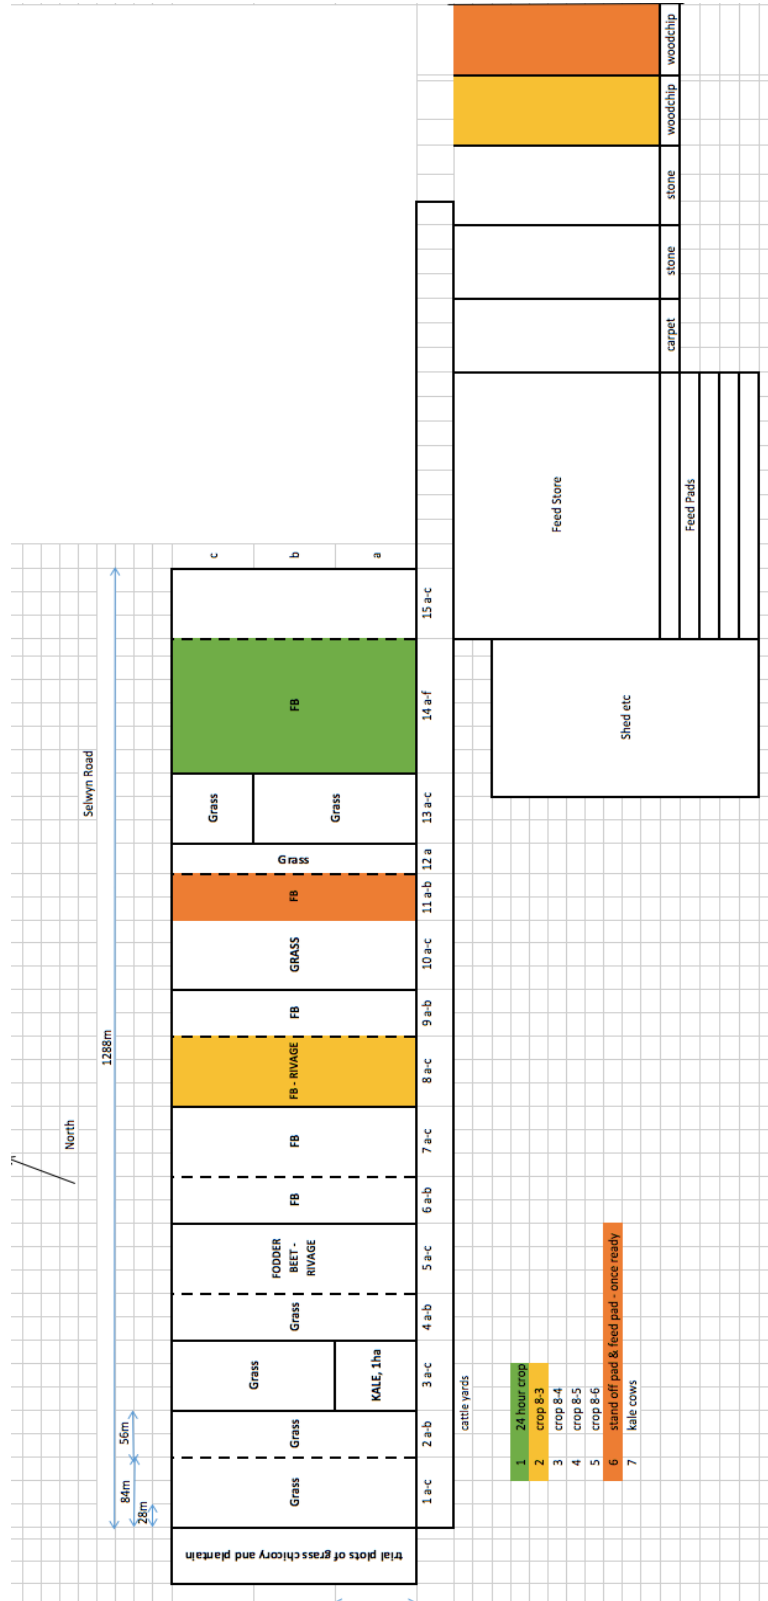 Selwyn Road
North
1288m
84m
56m
28m
c
b
a
trial plots of grass chicory and plantain
Grass
Grass
Grass
KALE, 1ha
Grass
FODDER
BEET -
RIVAGE
FB
FB
FB - RIVAGE
FB
GRASS
FB
Grass
Grass
Grass
FB
1 a-c
2 a-b
3 a-c
4 a-b
5 a-c
6 a-b
7 a-c
8 a-c
9 a-b
10 a-c
11 a-b
12 a
13 a-c
14 a-f
15 a-c
cattle yards
Shed etc
Feed Store
Feed Pads
carpet
stone
stone
woodchip
woodchip
1 24 hour crop
2 crop 8-3
3 crop 8-4
4 crop 8-5
5 crop 8-6
6 stand off pad & feed pad - once ready
7 kale cows